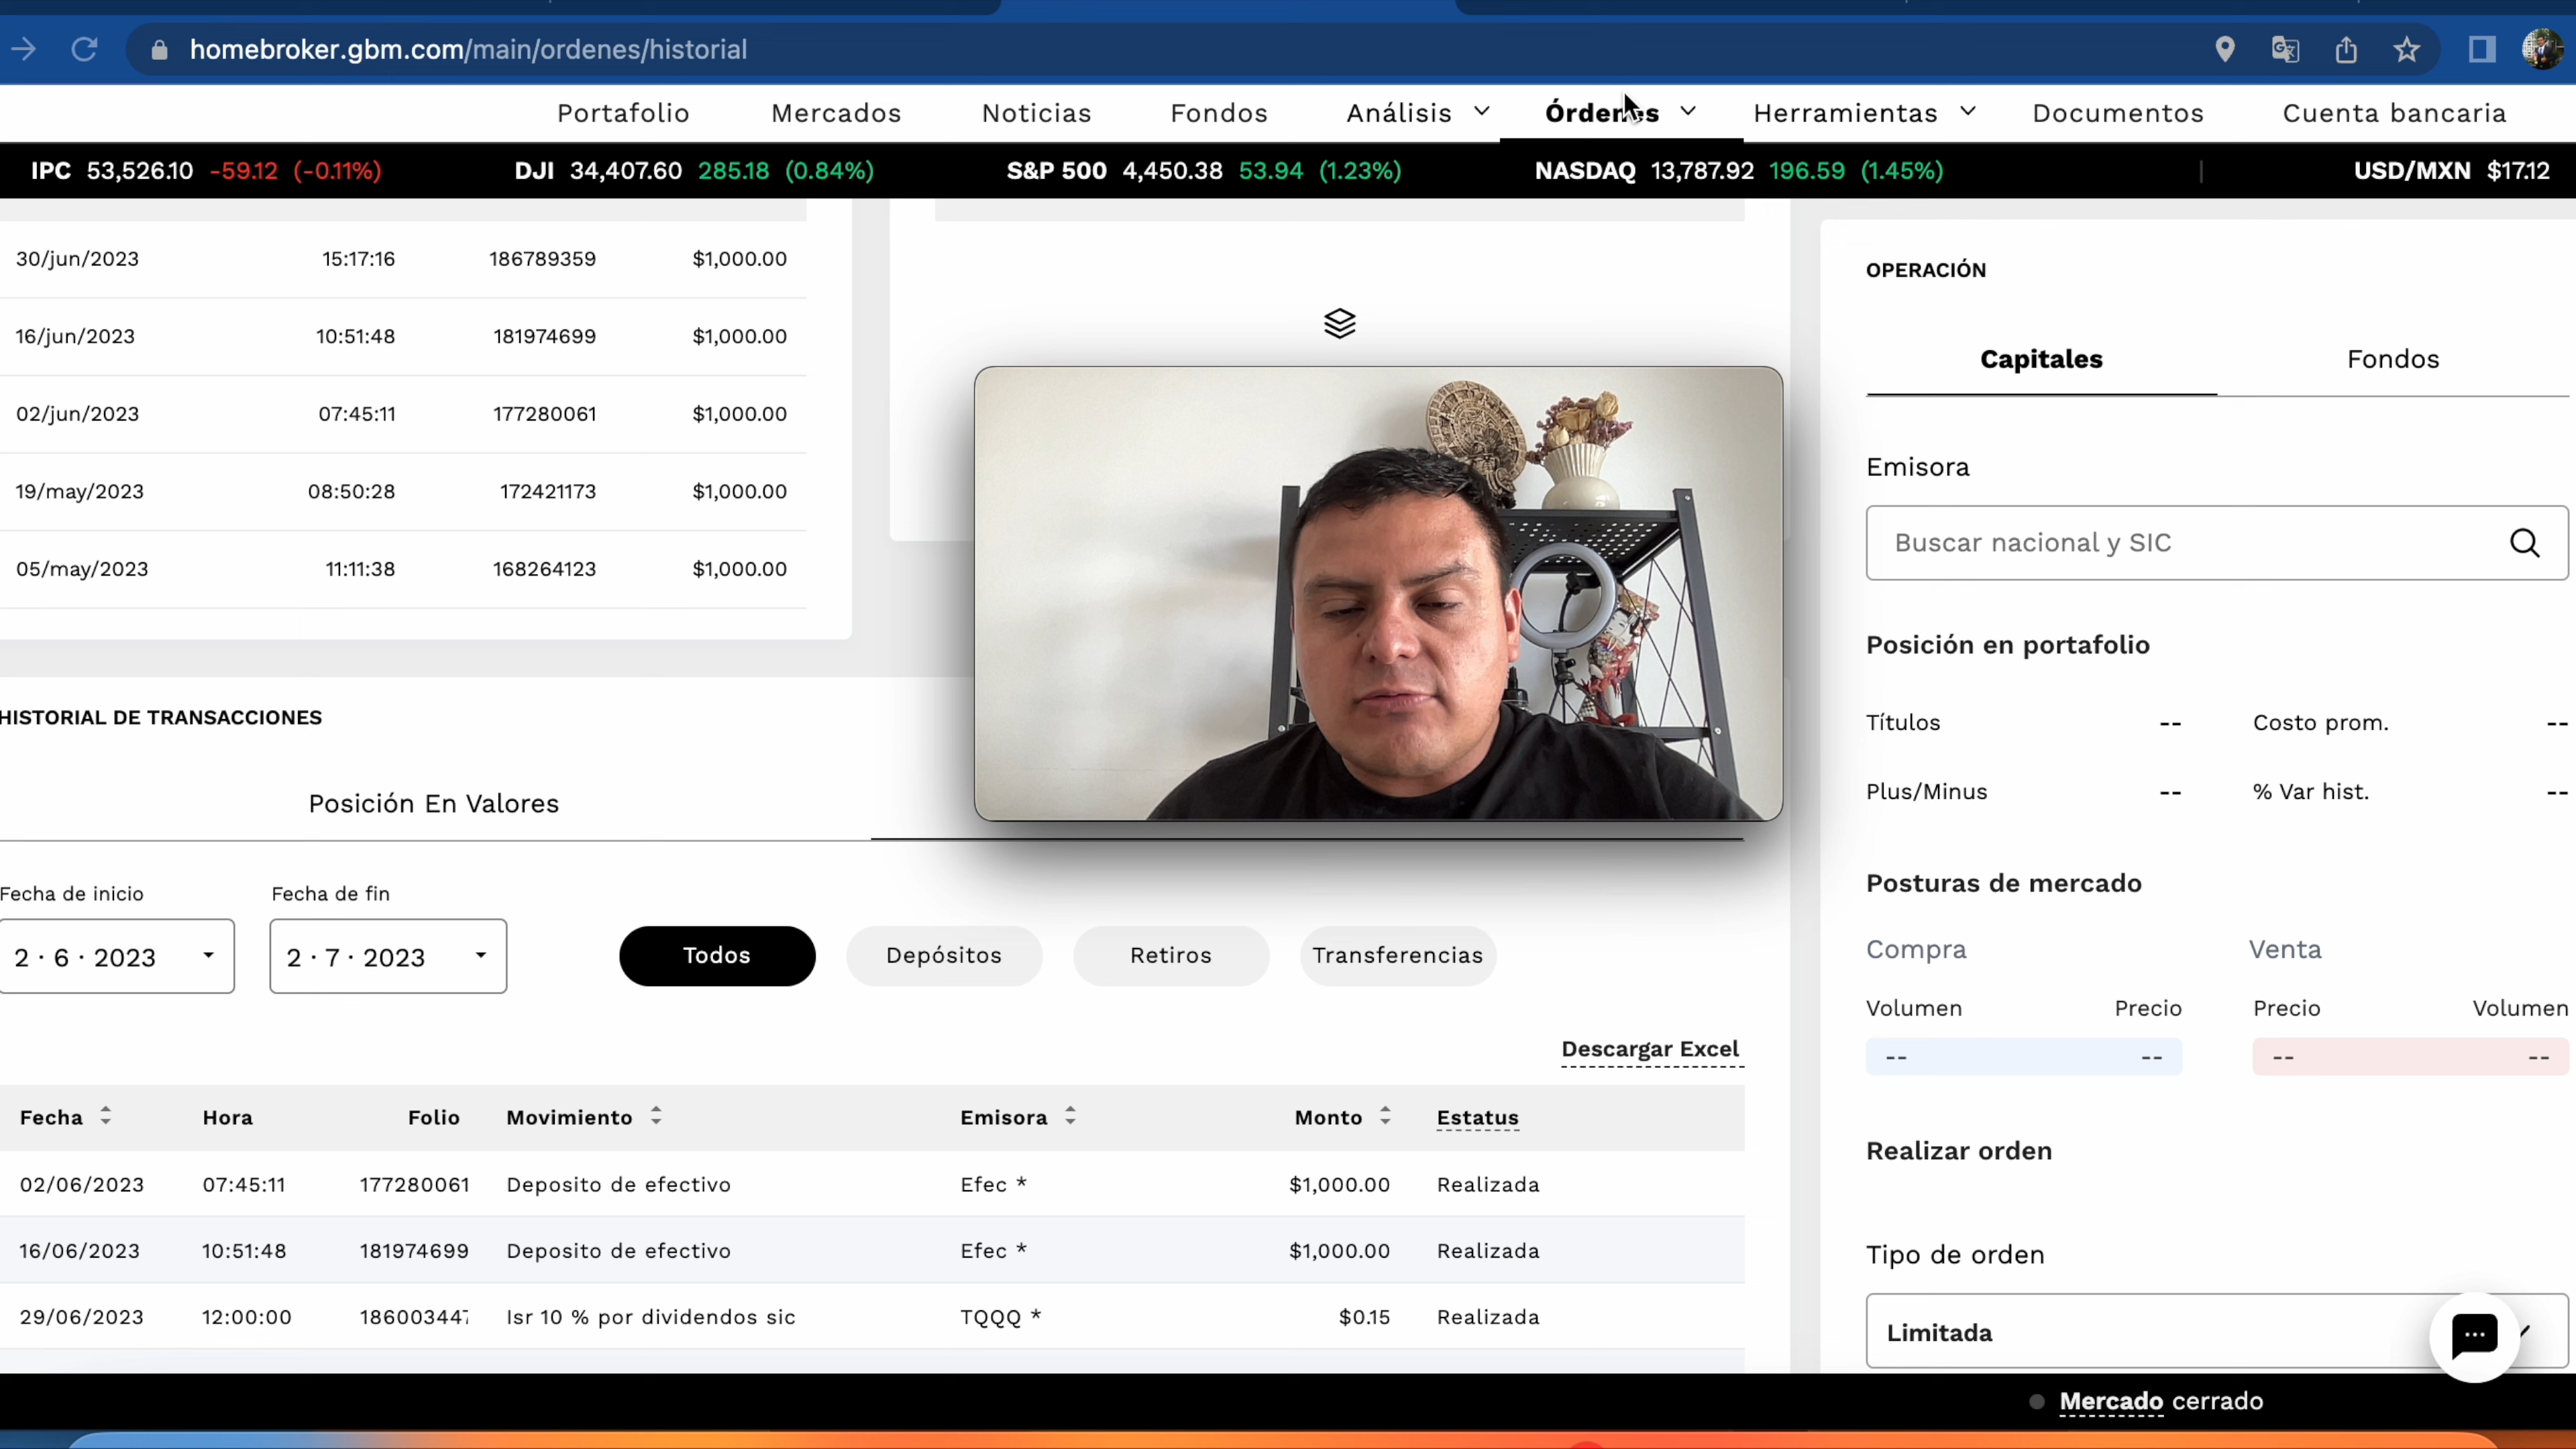 homebroker.gbm.com/main/ordenes/historial
Portafolio Mercados Noticias Fondos Análisis Órdenes Herramientas Documentos Cuenta bancaria
IPC 53,526.10 -59.12 (-0.11%) DJI 34,407.60 285.18 (0.84%) S&P 500 4,450.38 53.94 (1.23%) NASDAQ 13,787.92 196.59 (1.45%) | USD/MXN $17.12
30/jun/2023 15:17:16 186789359 $1,000.00
16/jun/2023 10:51:48 181974699 $1,000.00
02/jun/2023 07:45:11 177280061 $1,000.00
19/may/2023 08:50:28 172421173 $1,000.00
05/may/2023 11:11:38 168264123 $1,000.00
HISTORIAL DE TRANSACCIONES
Posición En Valores
Fecha de inicio Fecha de fin
2 · 6 · 2023 2 · 7 · 2023 Todos Depósitos Retiros Transferencias
Descargar Excel
Fecha Hora Folio Movimiento Emisora Monto Estatus
02/06/2023 07:45:11 177280061 Deposito de efectivo Efec * $1,000.00 Realizada
16/06/2023 10:51:48 181974699 Deposito de efectivo Efec * $1,000.00 Realizada
29/06/2023 12:00:00 18600344 Isr 10 % por dividendos sic TQQQ * $0.15 Realizada
OPERACIÓN
Capitales Fondos
Emisora
Buscar nacional y SIC
Posición en portafolio
Títulos -- Costo prom. --
Plus/Minus -- % Var hist. --
Posturas de mercado
Compra Venta
Volumen Precio Precio Volumen
-- -- -- --
Realizar orden
Tipo de orden
Limitada
Mercado cerrado